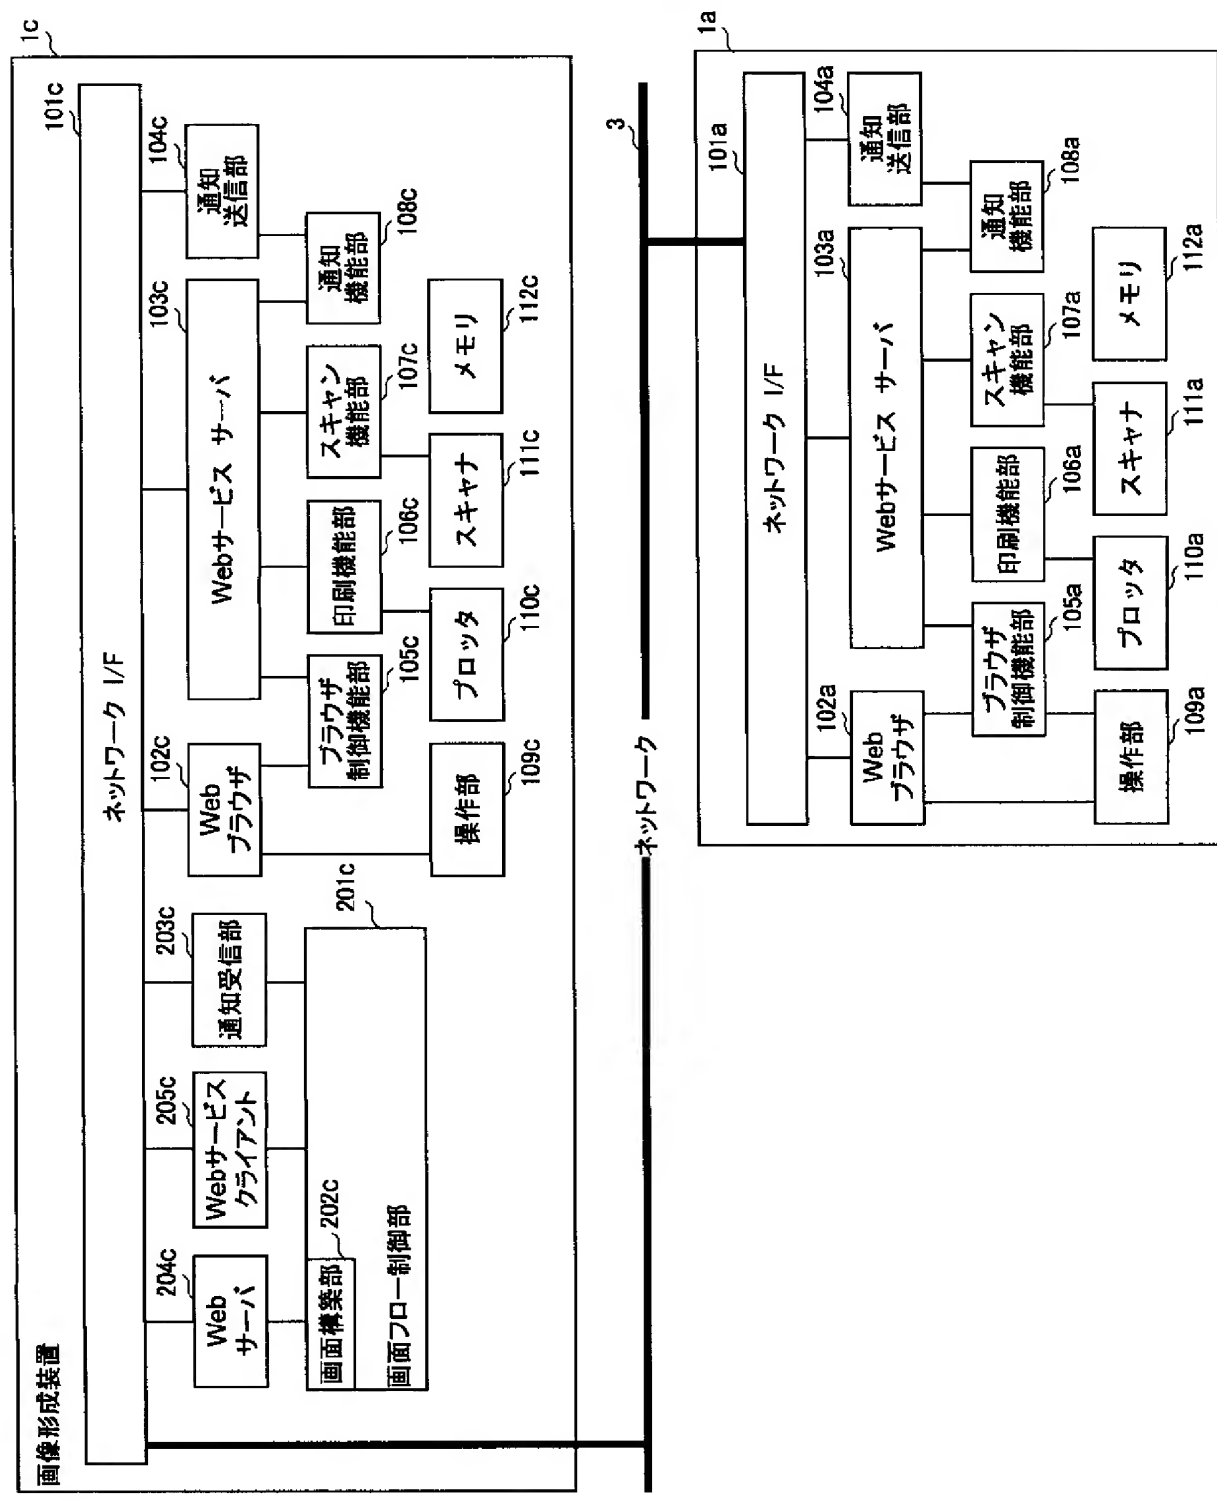 画像形成装置
1c
ネットワーク I/F
101c
Web
サーバ
204c
Webサービス
クライアント
205c
通知受信部
203c
Web
ブラウザ
102c
Webサービス サーバ
103c
通知
送信部
104c
画面構築部
202c
画面フロー制御部
201c
ブラウザ
制御機能部
105c
印刷機能部
106c
スキャン
機能部
107c
通知
機能部
108c
操作部
109c
プロッタ
110c
スキャナ
111c
メモリ
112c
ネットワーク
3
1a
ネットワーク I/F
101a
Web
ブラウザ
102a
Webサービス サーバ
103a
通知
送信部
104a
ブラウザ
制御機能部
105a
印刷機能部
106a
スキャン
機能部
107a
通知
機能部
108a
操作部
109a
プロッタ
110a
スキャナ
111a
メモリ
112a